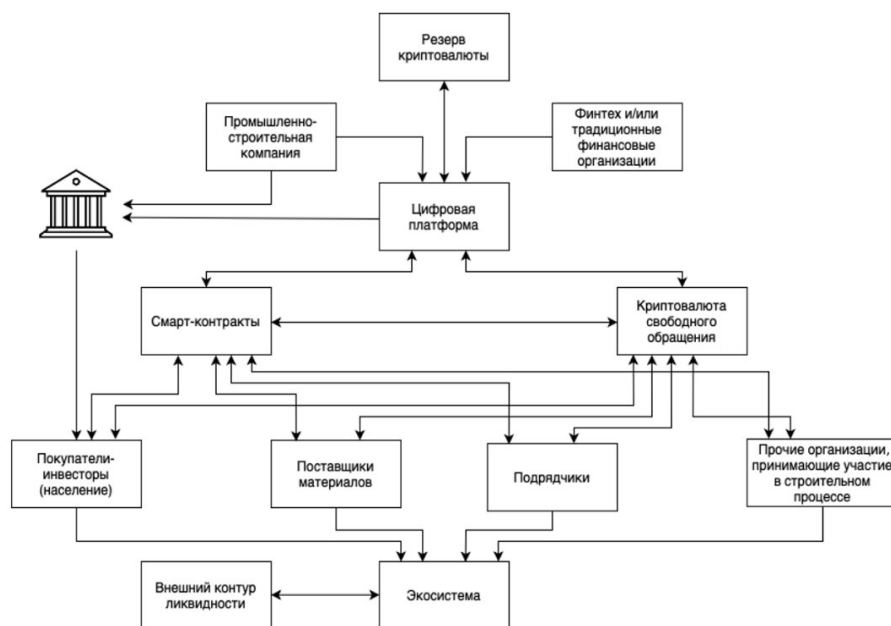 Резерв
криптовалюты
Промышленно-
строительная
компания
Финтех и/или
традиционные
финансовые
организации
Цифровая
платформа
Смарт-контракты
Криптовалюта
свободного
обращения
Покупатели-
инвесторы
(население)
Поставщики
материалов
Подрядчики
Прочие организации,
принимающие участие
в строительном
процессе
Внешний контур
ликвидности
Экосистема